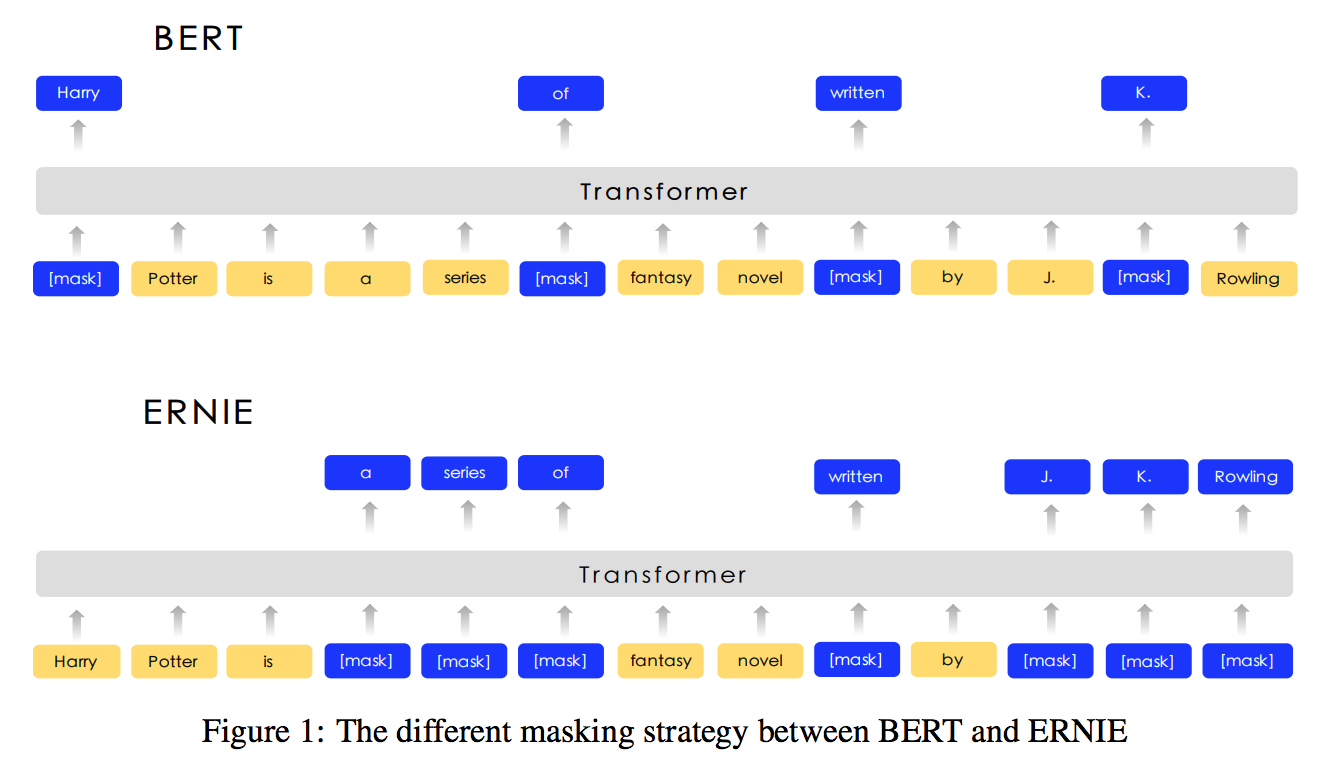 BERT
Harry of written K.
Transformer
[mask] Potter is a series [mask] fantasy novel [mask] by J. [mask] Rowling
ERNIE
a series of written J. K. Rowling
Transformer
Harry Potter is [mask] [mask] [mask] fantasy novel [mask] by [mask] [mask] [mask]
Figure 1: The different masking strategy between BERT and ERNIE